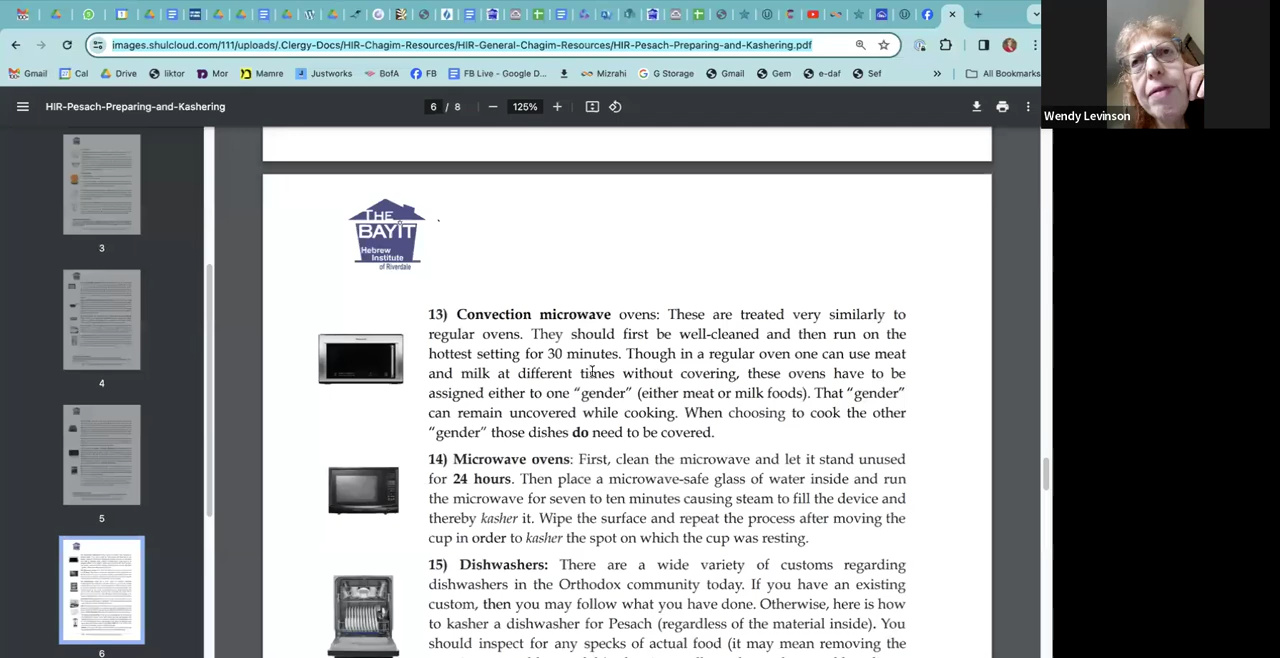 images.shulcloud.com/111/uploads/.Clergy-Docs/HIR-Chagim-Resources/HIR-General-Chagim-Resources/HIR-Pesach-Preparing-and-Kashering.pdf
Gmail Cal Drive liktor Mor Mamre Justworks BofA FB FB Live - Google D... Mizrahi G Storage Gmail Gem e-daf Sef » All Bookmarks
HIR-Pesach-Preparing-and-Kashering
6 / 8 — 125% +
Wendy Levinson
3
4
5
6
THE
BAYIT
Hebrew
Institute
of Riverdale
13) Convection microwave ovens: These are treated very similarly to
regular ovens. They should first be well-cleaned and then run on the
hottest setting for 30 minutes. Though in a regular oven one can use meat
and milk at different times without covering, these ovens have to be
assigned either to one “gender” (either meat or milk foods). That “gender”
can remain uncovered while cooking. When choosing to cook the other
“gender” those dishes do need to be covered.
14) Microwave ovens: First, clean the microwave and let it stand unused
for 24 hours. Then place a microwave-safe glass of water inside and run
the microwave for seven to ten minutes causing steam to fill the device and
thereby kasher it. Wipe the surface and repeat the process after moving the
cup in order to kasher the spot on which the cup was resting.
15) Dishwashers: There are a wide variety of customs regarding
dishwashers in the Orthodox community today. If you have an existing
custom, then you may follow what you have done. Otherwise, here is how
to kasher a dishwasher for Pesach (regardless of the material inside). You
should inspect for any specks of actual food (it may mean removing the